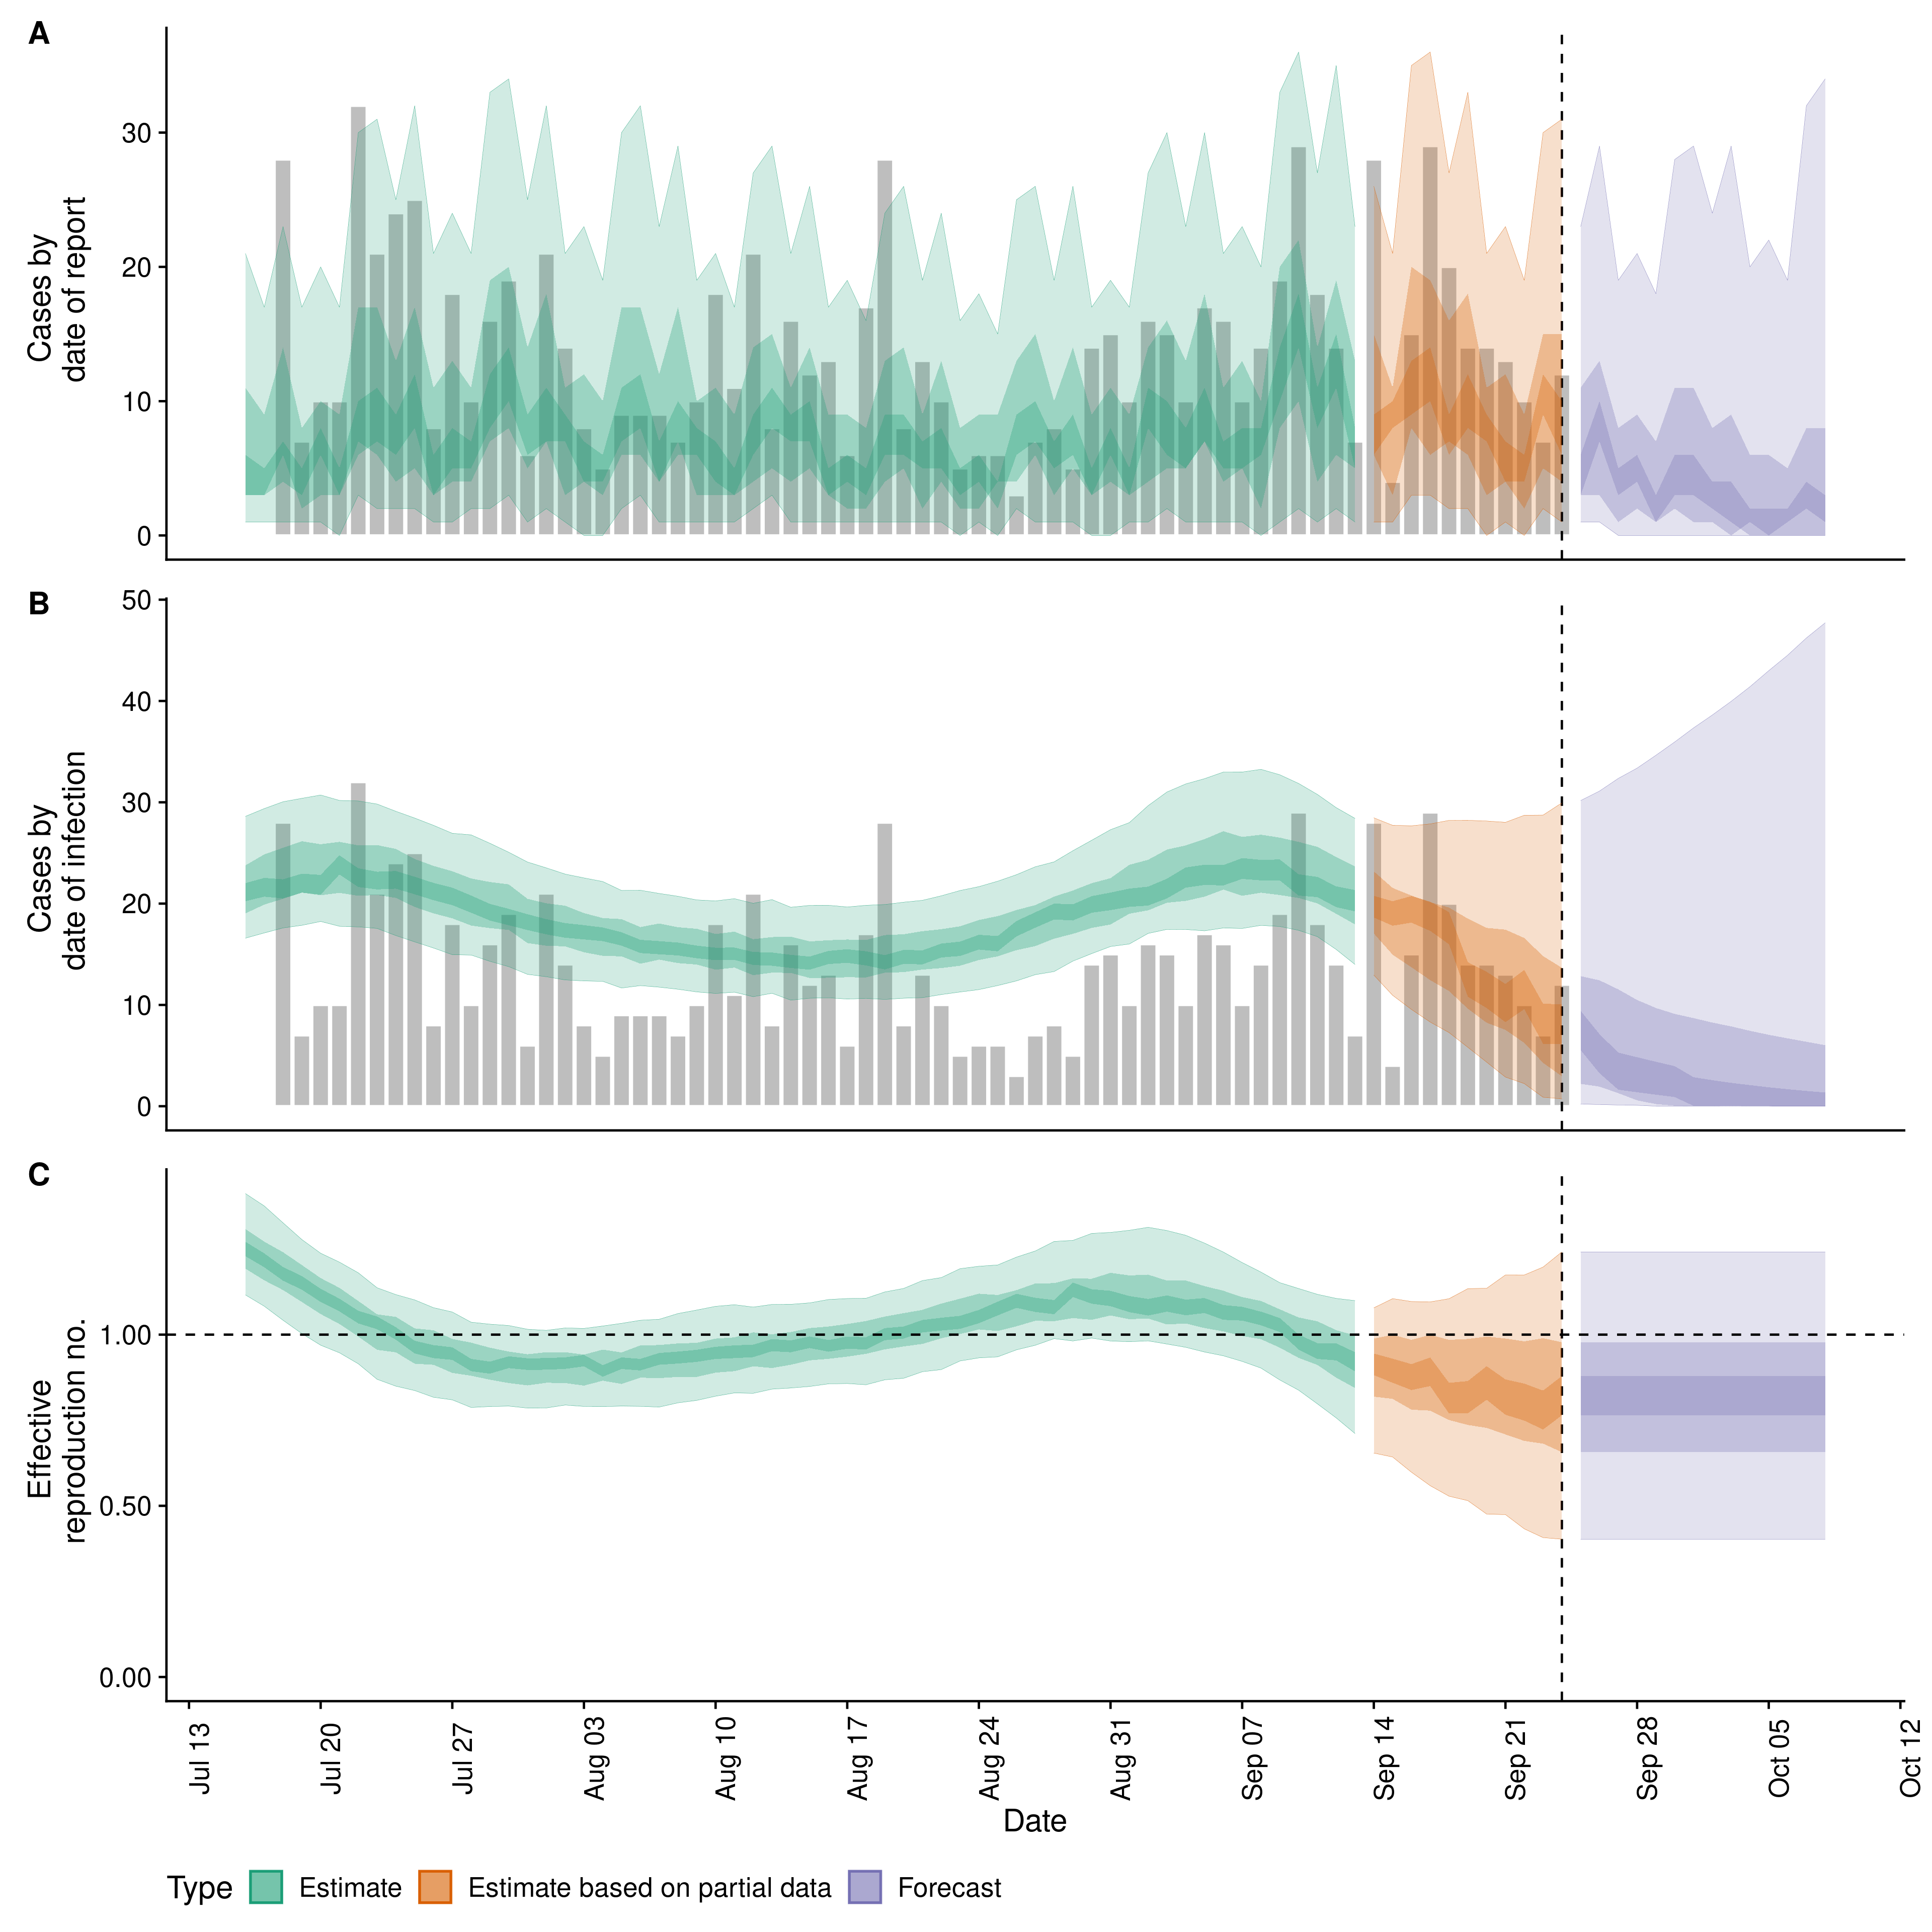 A
Cases by
date of report
30
20
10
0
B
Cases by
date of infection
50
40
30
20
10
0
C
Effective
reproduction no.
1.00
0.50
0.00
Jul 13
Jul 20
Jul 27
Aug 03
Aug 10
Aug 17
Aug 24
Aug 31
Sep 07
Sep 14
Sep 21
Sep 28
Oct 05
Oct 12
Date
Type Estimate Estimate based on partial data Forecast